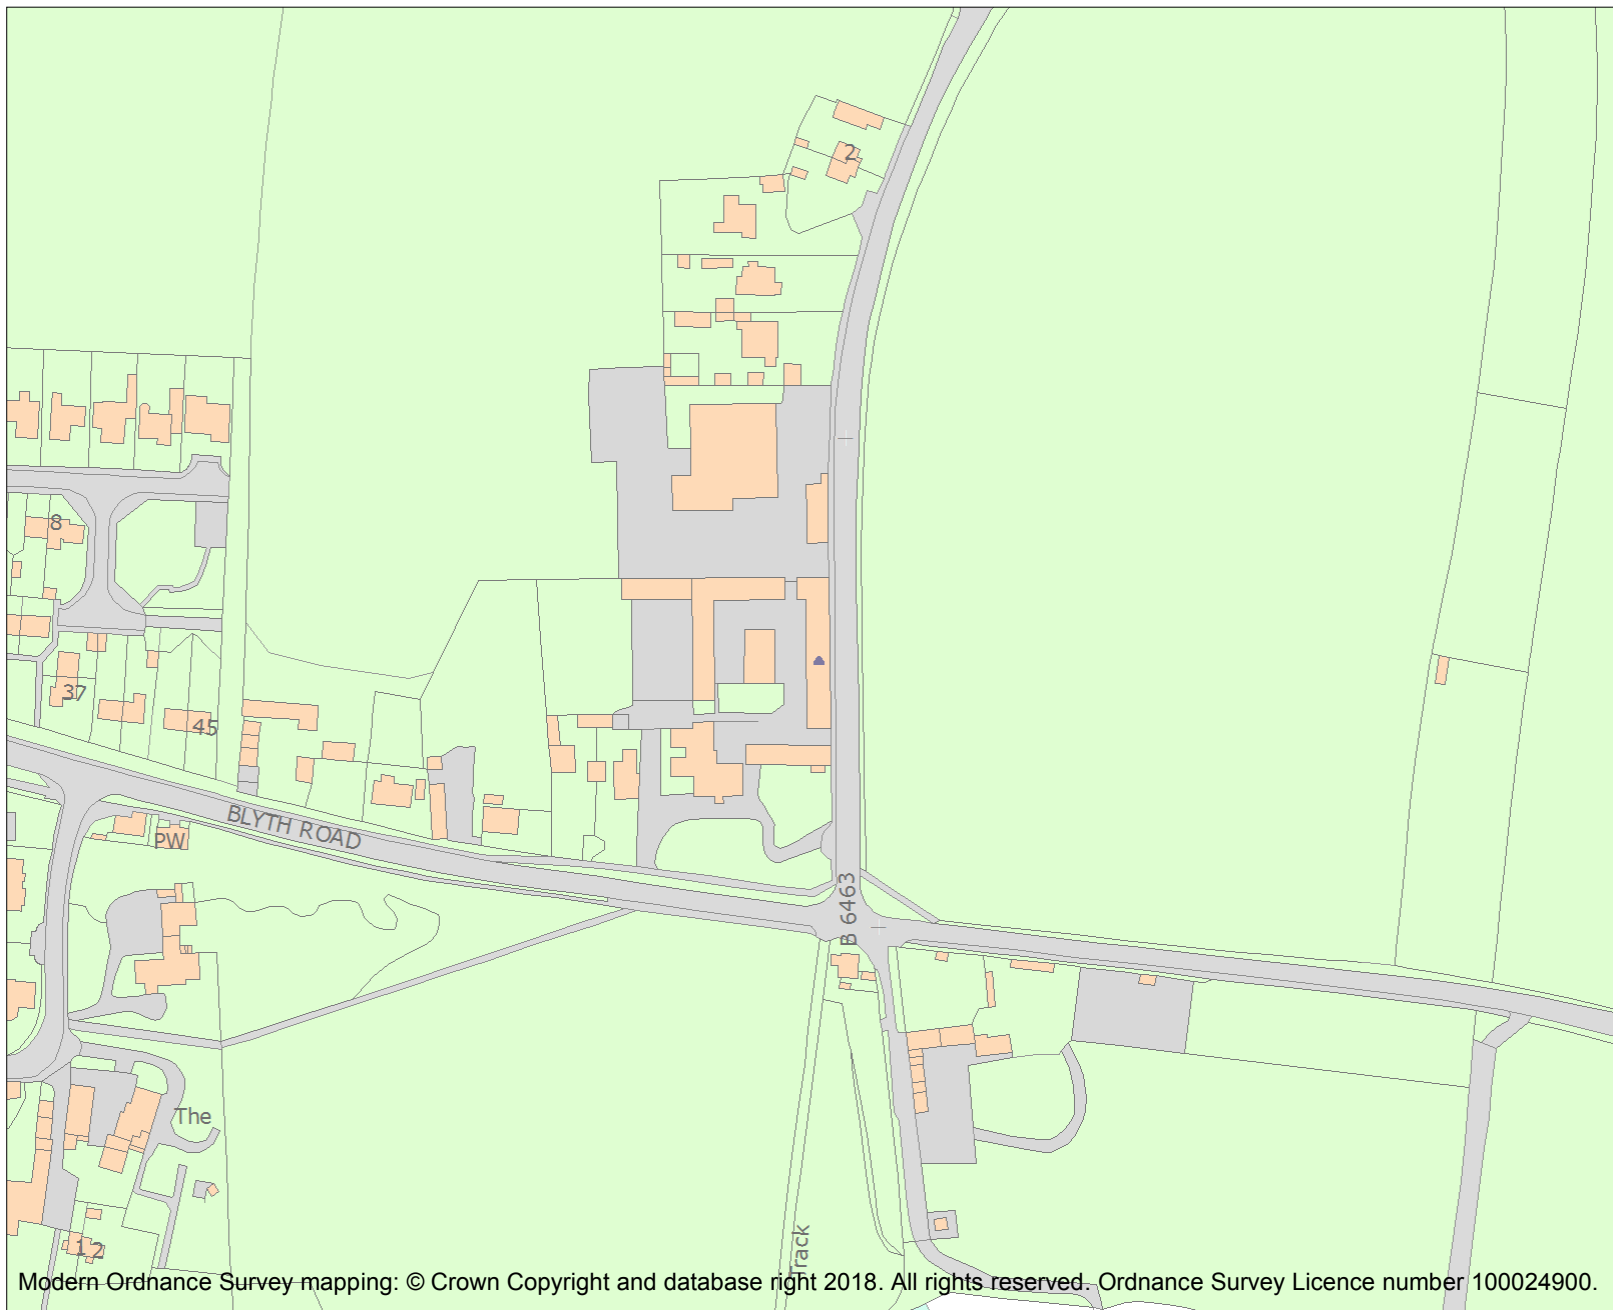 2
8
37
45
BLYTH ROAD
PW
B 6463
The
Track
12
Modern Ordnance Survey mapping: © Crown Copyright and database right 2018. All rights reserved. Ordnance Survey Licence number 100024900.